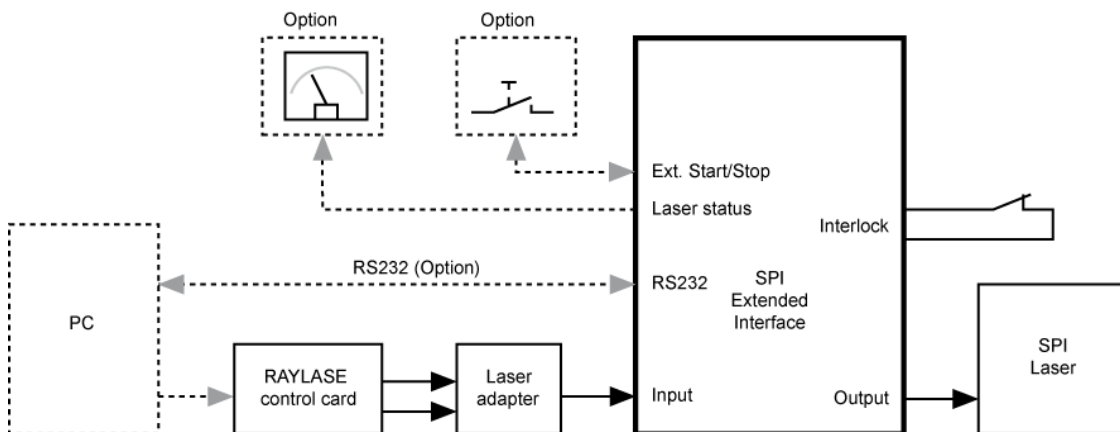 Option
Option
Ext. Start/Stop
Laser status
Interlock
RS232 (Option)
RS232
SPI
Extended
Interface
PC
SPI
Laser
RAYLASE
control card
Laser
adapter
Input
Output